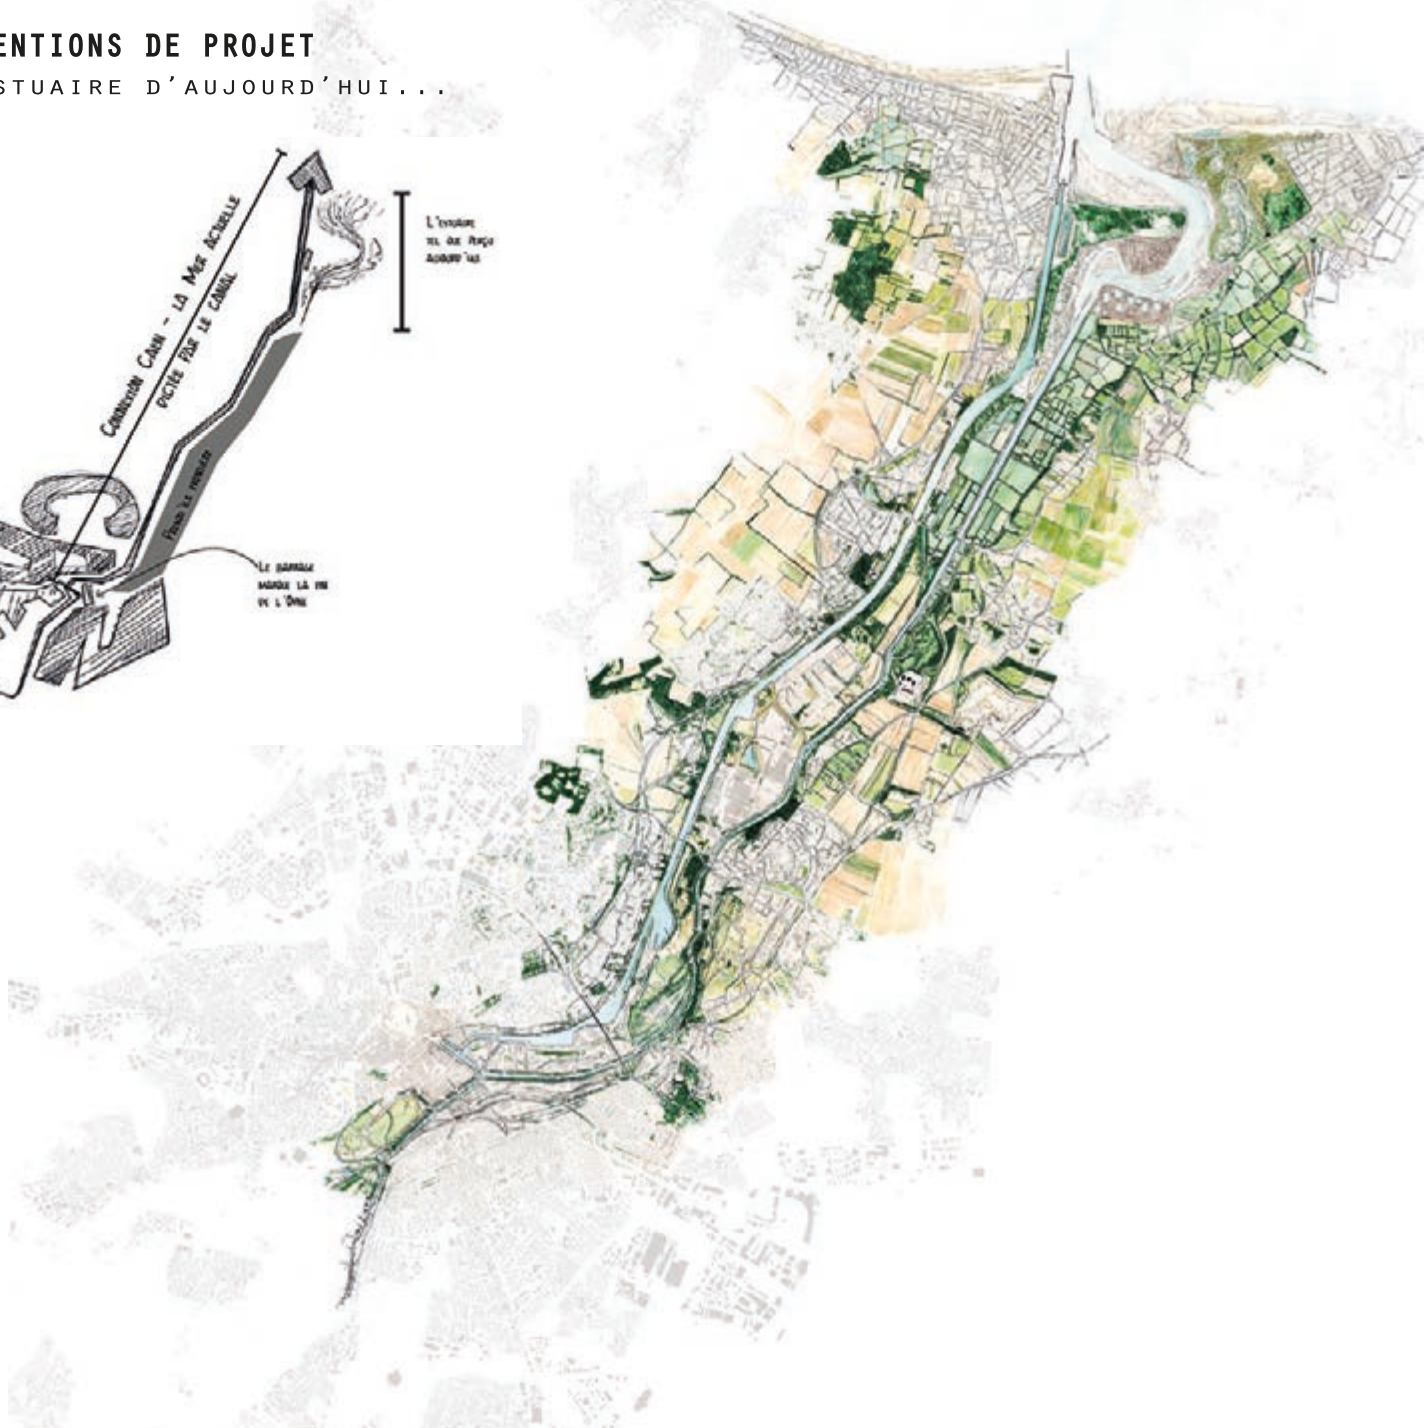 ENTIONS DE PROJET
STUAIRE D'AUJOURD'HUI...
CONNEXION CAEN - LA MER ACTUELLE
DICTÉE PAR LE CANAL
L'ESTUAIRE
TEL QUE PERÇU
AUJOURD'HUI
LE BARRAGE
MARQUE LA FIN
DE L'ORNE